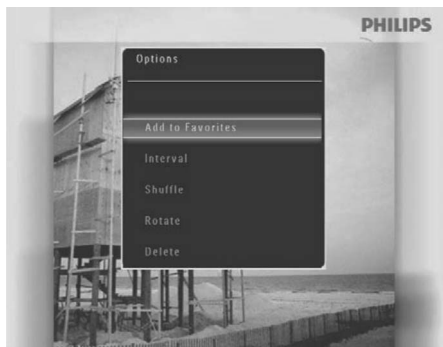 PHILIPS
Options
Add to Favorites
Interval
Shuffle
Rotate
Delete